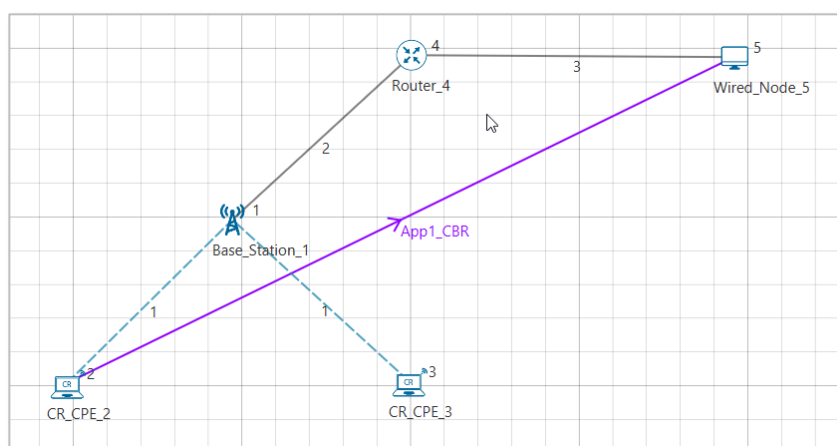 4
5
Router_4
3
Wired_Node_5
2
1
Base_Station_1
App1_CBR
1
1
CR
2
CR
3
CR_CPE_2
CR_CPE_3